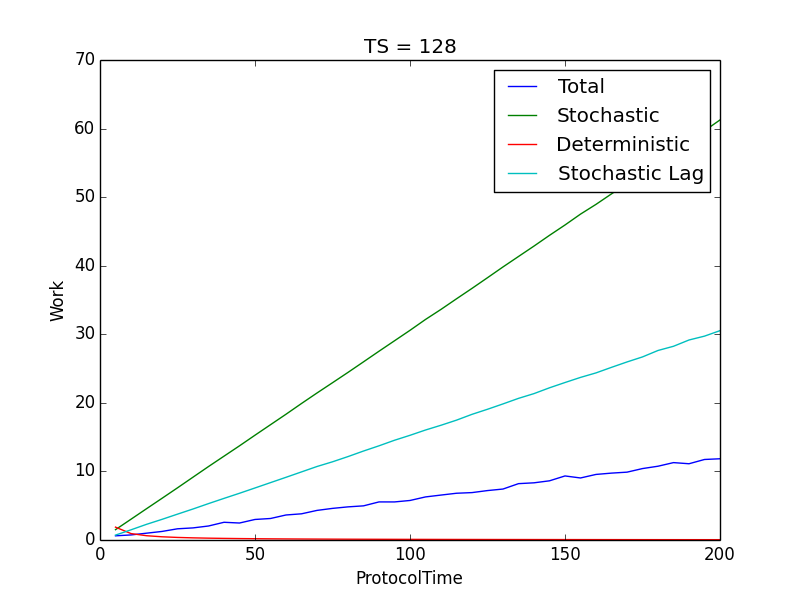 TS = 128
70
60
50
40
30
20
10
0
Work
Total
Stochastic
Deterministic
Stochastic Lag
0 50 100 150 200
ProtocolTime